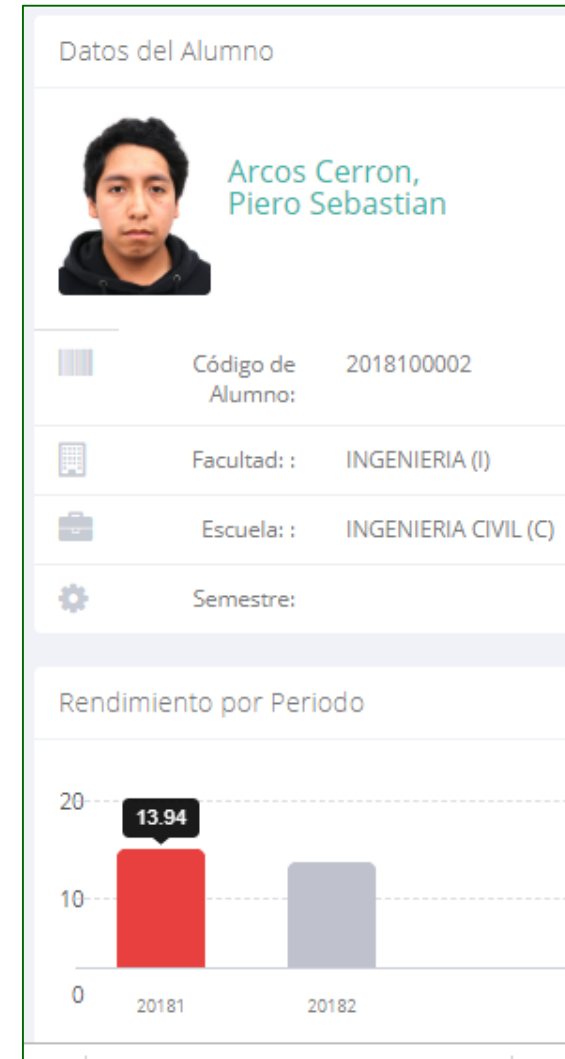 Datos del Alumno
Arcos Cerron,
Piero Sebastian
Código de Alumno: 2018100002
Facultad: : INGENIERIA (I)
Escuela: : INGENIERIA CIVIL (C)
Semestre:
Rendimiento por Periodo
20
13.94
10
0
20181 20182